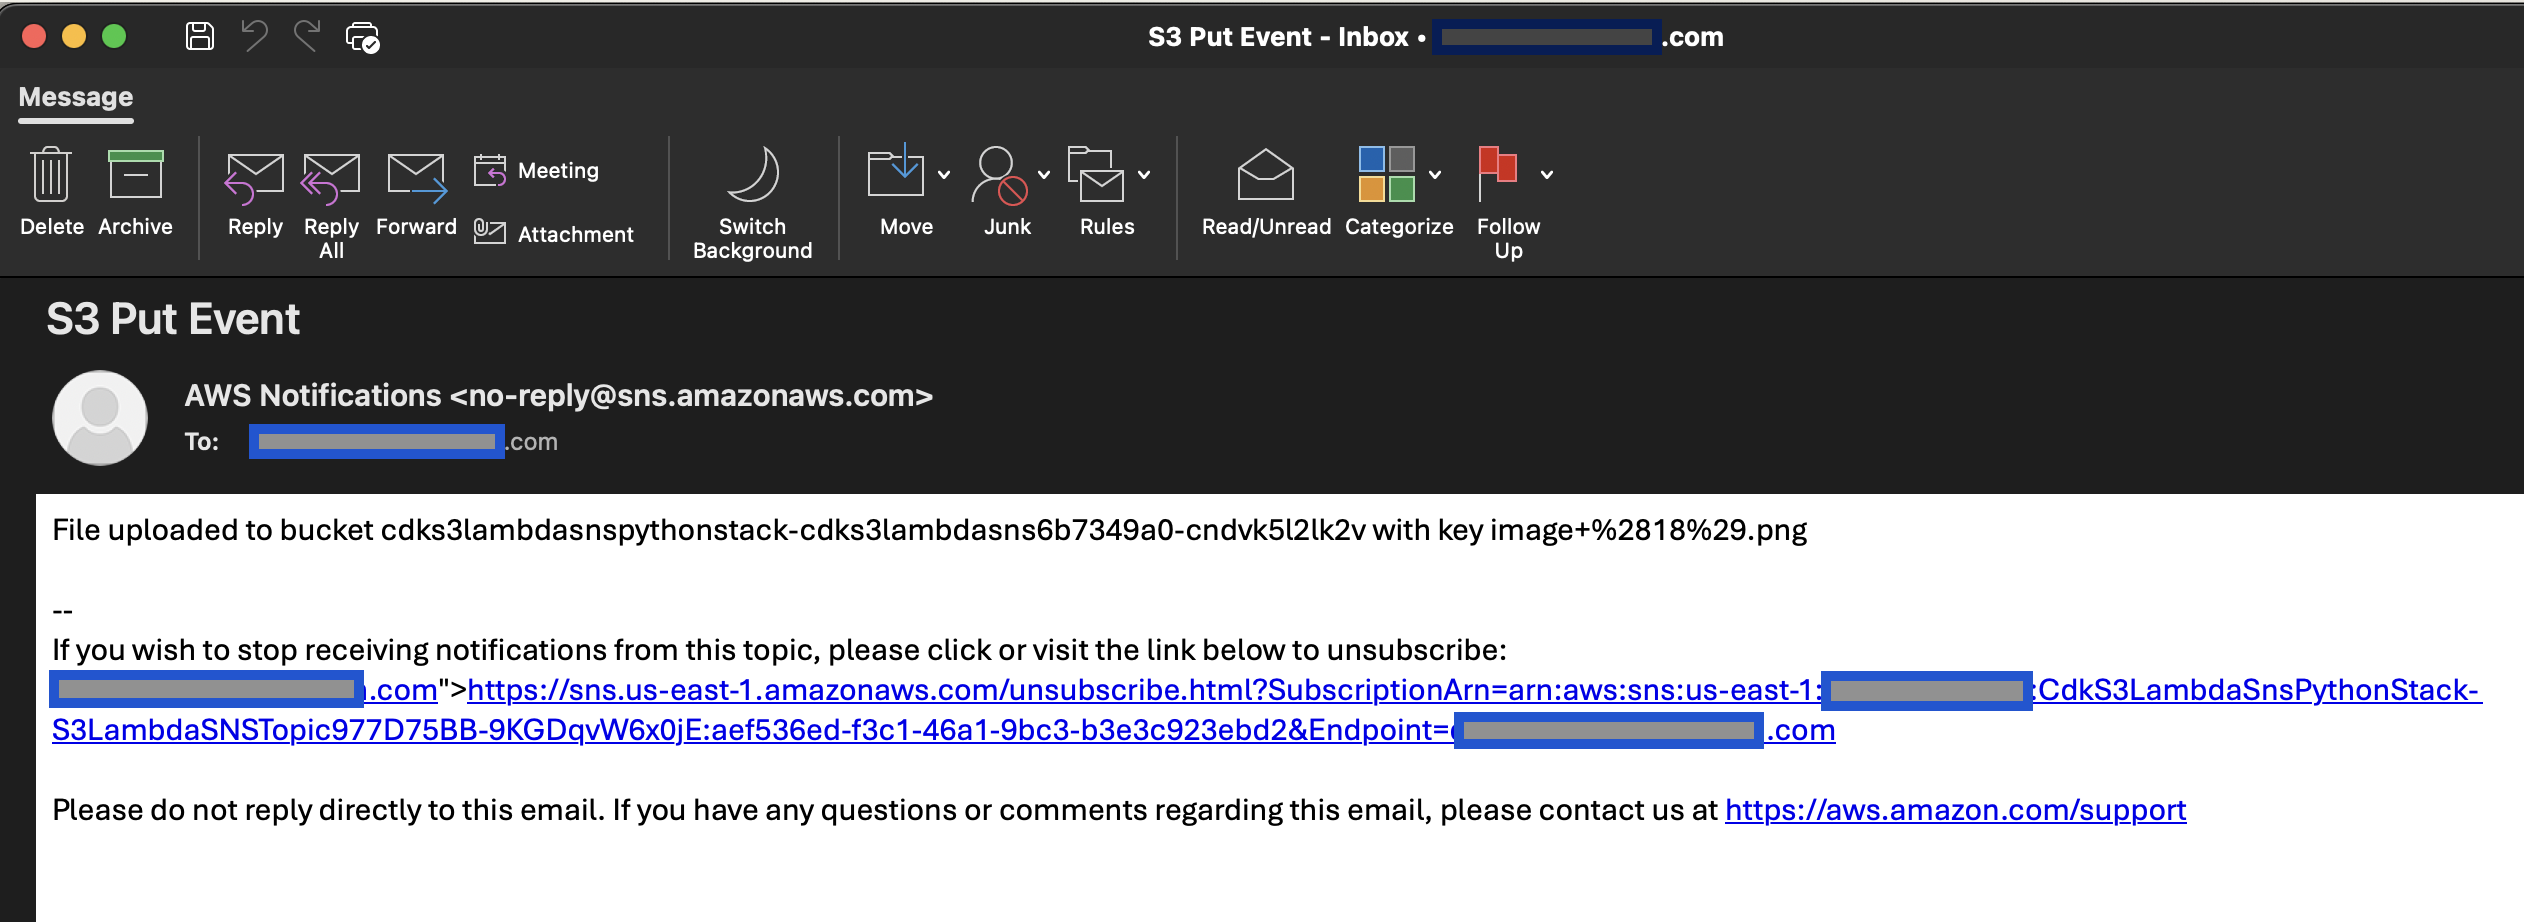 S3 Put Event - Inbox • .com
Message
Delete
Archive
Reply
Reply All
Forward
Meeting
Attachment
Switch Background
Move
Junk
Rules
Read/Unread
Categorize
Follow Up
S3 Put Event
AWS Notifications <no-reply@sns.amazonaws.com>
To: .com
File uploaded to bucket cdks3lambdasnspythonstack-cdks3lambdasns6b7349a0-cndvk5l2lk2v with key image+%2818%29.png
--
If you wish to stop receiving notifications from this topic, please click or visit the link below to unsubscribe:
.com">https://sns.us-east-1.amazonaws.com/unsubscribe.html?SubscriptionArn=arn:aws:sns:us-east-1: :CdkS3LambdaSnsPythonStack-
S3LambdaSNSTopic977D75BB-9KGDqvW6x0jE:aef536ed-f3c1-46a1-9bc3-b3e3c923ebd2&Endpoint= .com
Please do not reply directly to this email. If you have any questions or comments regarding this email, please contact us at https://aws.amazon.com/support